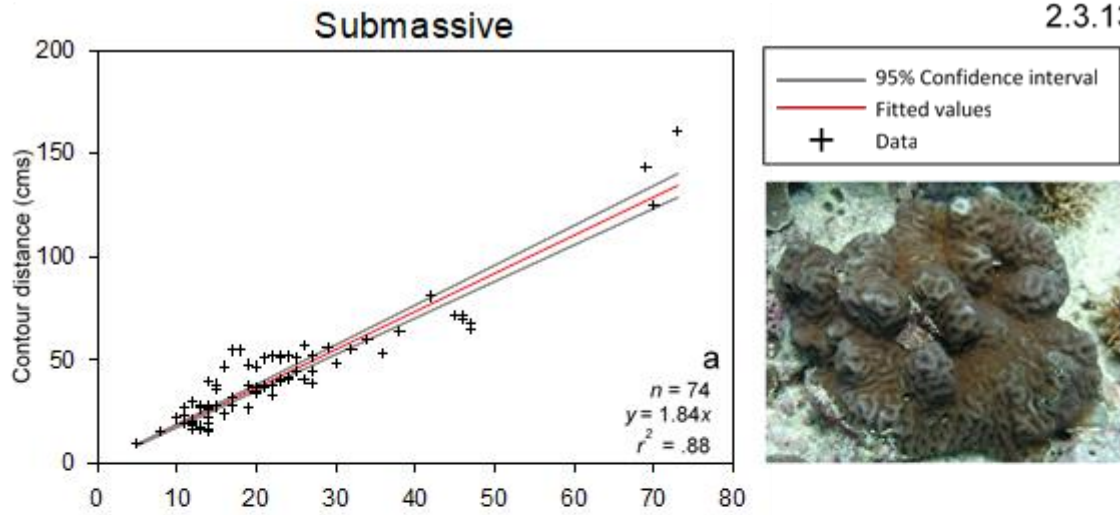 Submassive
2.3.13
200
150
100
50
0
Contour distance (cms)
0 10 20 30 40 50 60 70 80
a
n = 74
y = 1.84x
r² = .88
95% Confidence interval
Fitted values
Data